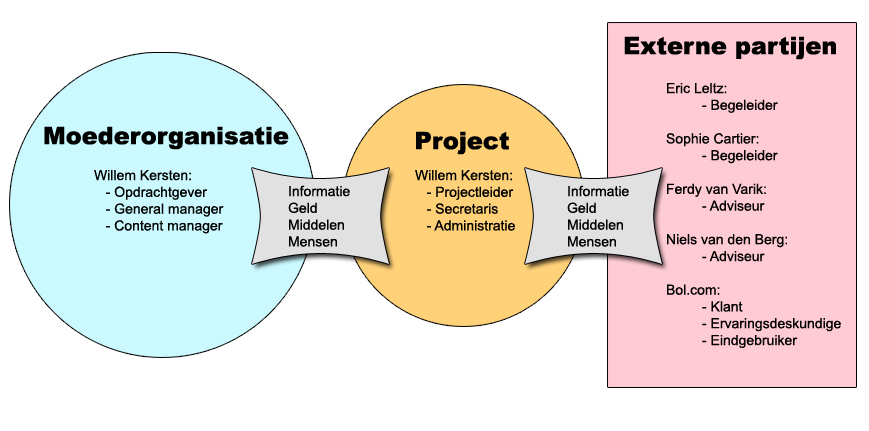 Moederorganisatie
Willem Kersten:
- Opdrachtgever
- General manager
- Content manager
Informatie
Geld
Middelen
Mensen
Project
Willem Kersten:
- Projectleider
- Secretaris
- Administratie
Informatie
Geld
Middelen
Mensen
Externe partijen
Eric Leltz:
- Begeleider
Sophie Cartier:
- Begeleider
Ferdy van Varik:
- Adviseur
Niels van den Berg:
- Adviseur
Bol.com:
- Klant
- Ervaringsdeskundige
- Eindgebruiker